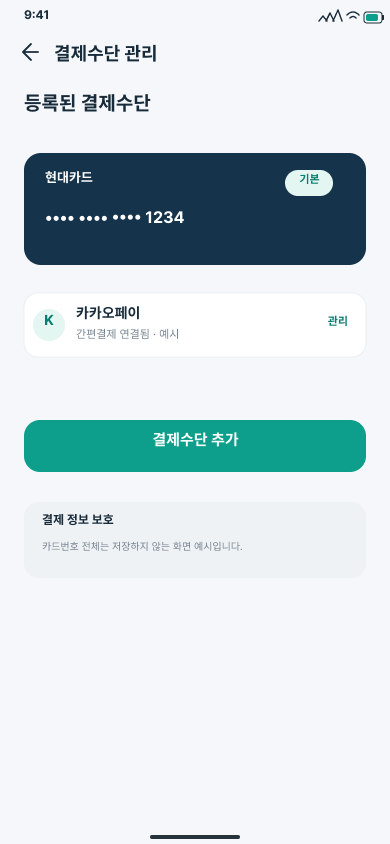 9:41
결제수단 관리
등록된 결제수단
현대카드
기본
•••• •••• •••• 1234
K
카카오페이
간편결제 연결됨 · 예시
관리
결제수단 추가
결제 정보 보호
카드번호 전체는 저장하지 않는 화면 예시입니다.